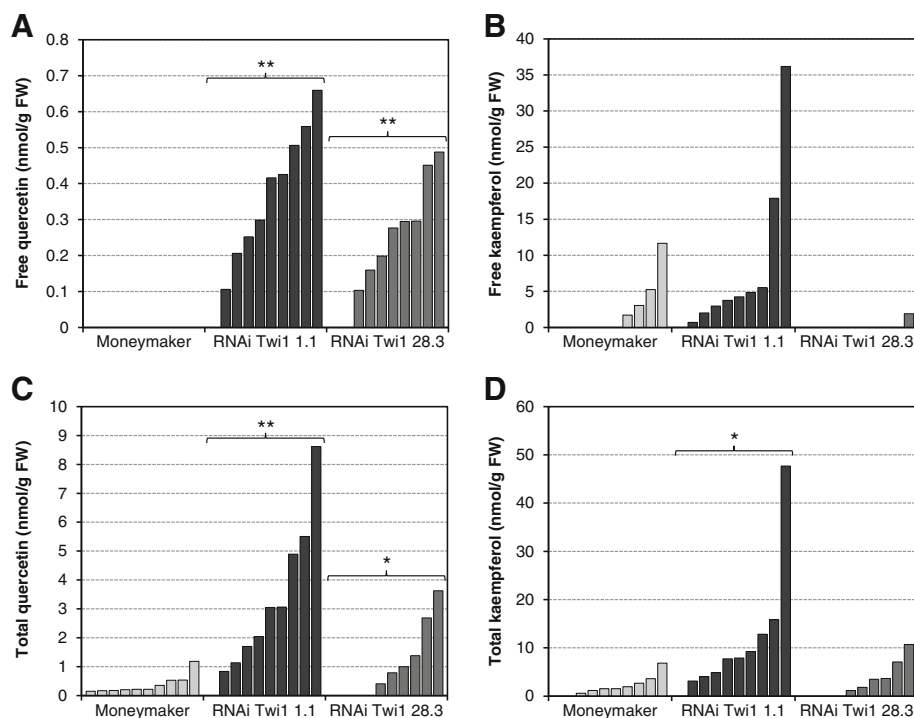 A
Free quercetin (nmol/g FW)
0.8
0.7
0.6
0.5
0.4
0.3
0.2
0.1
0
**
**
Moneymaker
RNAi Twi1 1.1
RNAi Twi1 28.3
B
Free kaempferol (nmol/g FW)
40
35
30
25
20
15
10
5
0
Moneymaker
RNAi Twi1 1.1
RNAi Twi1 28.3
C
Total quercetin (nmol/g FW)
10
9
8
7
6
5
4
3
2
1
0
**
*
Moneymaker
RNAi Twi1 1.1
RNAi Twi1 28.3
D
Total kaempferol (nmol/g FW)
60
50
40
30
20
10
0
*
Moneymaker
RNAi Twi1 1.1
RNAi Twi1 28.3